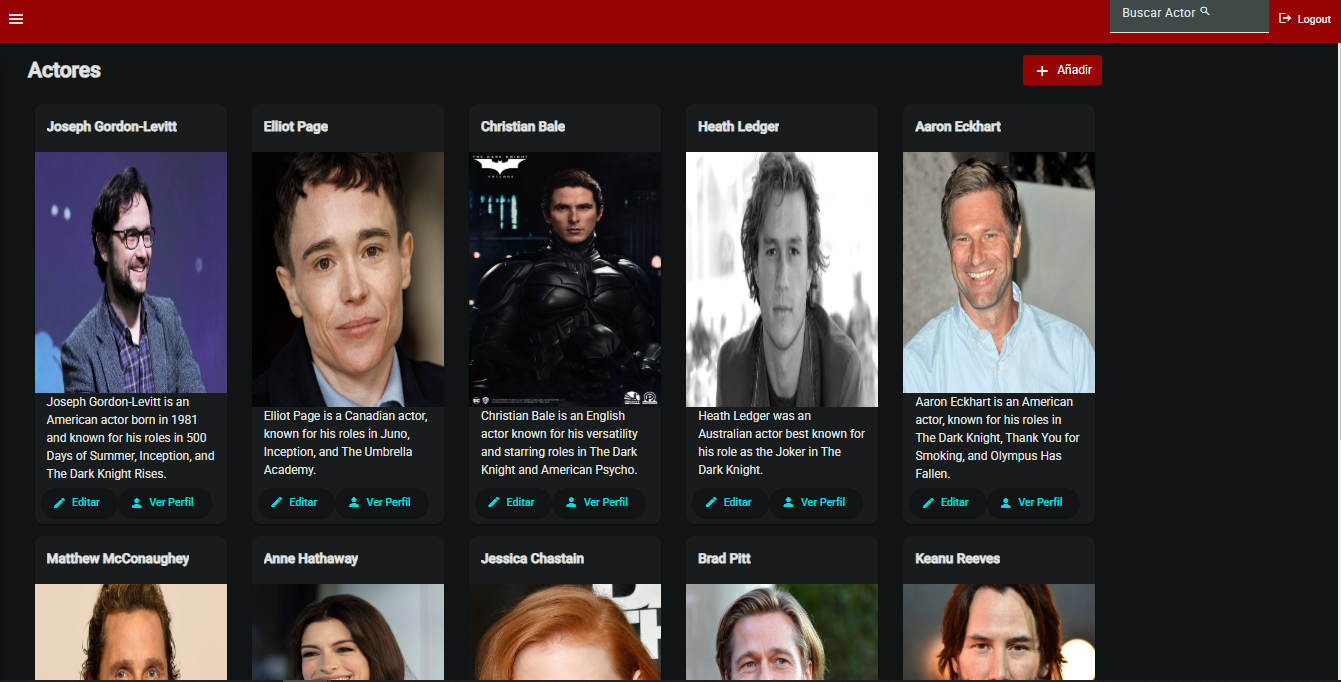 Buscar Actor
Logout
Actores
Añadir
Joseph Gordon-Levitt
Elliot Page
Christian Bale
Heath Ledger
Aaron Eckhart
THE DARK KNIGHT
TRILOGY
Joseph Gordon-Levitt is an
American actor born in 1981
and known for his roles in 500
Days of Summer, Inception, and
The Dark Knight Rises.
Elliot Page is a Canadian actor,
known for his roles in Juno,
Inception, and The Umbrella
Academy.
Christian Bale is an English
actor known for his versatility
and starring roles in The Dark
Knight and American Psycho.
Heath Ledger was an
Australian actor best known for
his role as the Joker in The
Dark Knight.
Aaron Eckhart is an American
actor, known for his roles in
The Dark Knight, Thank You for
Smoking, and Olympus Has
Fallen.
Editar
Ver Perfil
Editar
Ver Perfil
Editar
Ver Perfil
Editar
Ver Perfil
Editar
Ver Perfil
Matthew McConaughey
Anne Hathaway
Jessica Chastain
Brad Pitt
Keanu Reeves